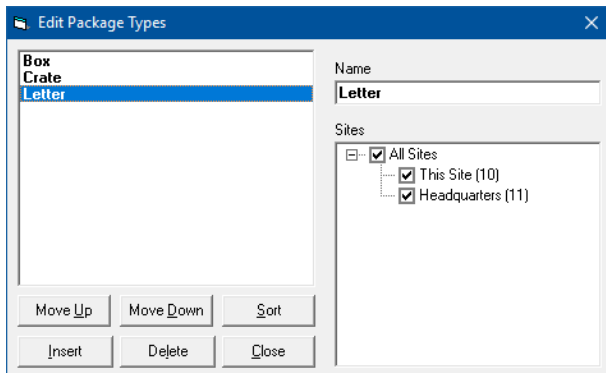 Edit Package Types
Box
Crate
Letter
Name
Letter
Sites
All Sites
This Site (10)
Headquarters (11)
Move Up
Move Down
Sort
Insert
Delete
Close